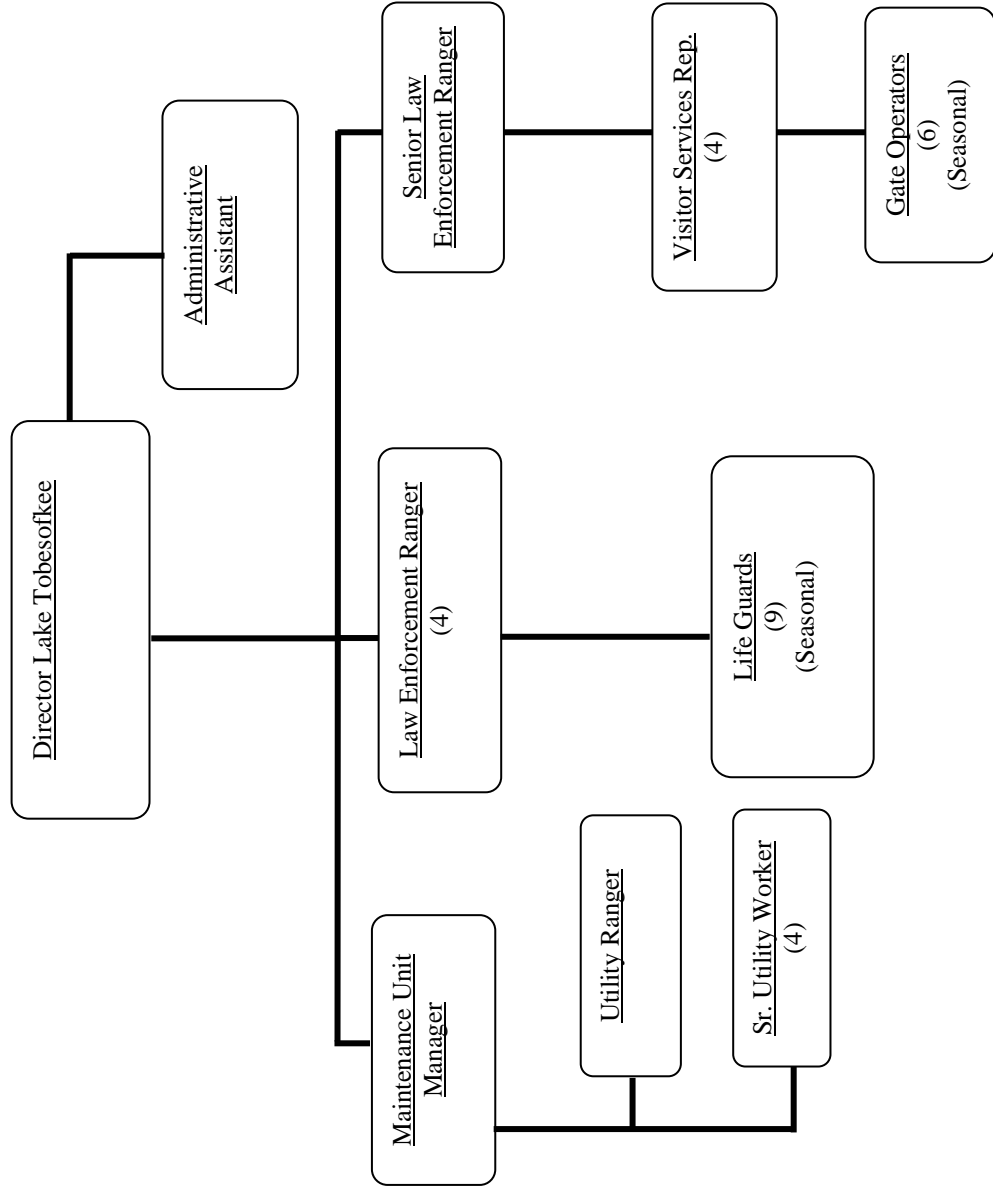 Director Lake Tobesofkee
Administrative
Assistant
Maintenance Unit
Manager
Law Enforcement Ranger
(4)
Senior Law
Enforcement Ranger
Utility Ranger
Sr. Utility Worker
(4)
Life Guards
(9)
(Seasonal)
Visitor Services Rep.
(4)
Gate Operators
(6)
(Seasonal)